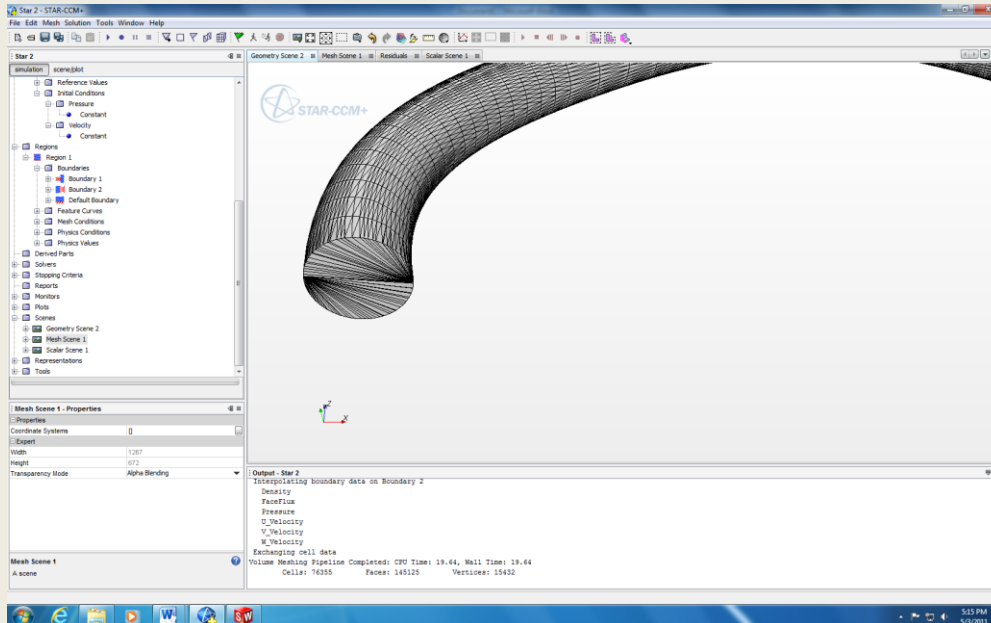 Star 2 - STAR-CCM+
File Edit Mesh Solution Tools Window Help
Star 2
Geometry Scene 2 Mesh Scene 1 Residuals Scalar Scene 1
simulation scene/plot
Reference Values
Initial Conditions
Pressure
Constant
Velocity
Constant
Regions
Region 1
Boundaries
Boundary 1
Boundary 2
Default Boundary
Feature Curves
Mesh Conditions
Physics Conditions
Physics Values
Derived Parts
Solvers
Stopping Criteria
Reports
Monitors
Plots
Scenes
Geometry Scene 2
Mesh Scene 1
Scalar Scene 1
Representations
Tools
STAR-CCM+
Z
X
Mesh Scene 1 - Properties
Properties
Coordinate Systems []
Expert
Width 1267
Height 672
Transparency Mode Alpha Blending
Mesh Scene 1
A scene
Output - Star 2
Interpolating boundary data on Boundary 2
Density
FaceFlux
Pressure
U_Velocity
V_Velocity
W_Velocity
Exchanging cell data
Volume Meshing Pipeline Completed: CPU Time: 19.64, Wall Time: 19.64
Cells: 76355 Faces: 145125 Vertices: 15432
W
SW
5:15 PM
5/3/2011